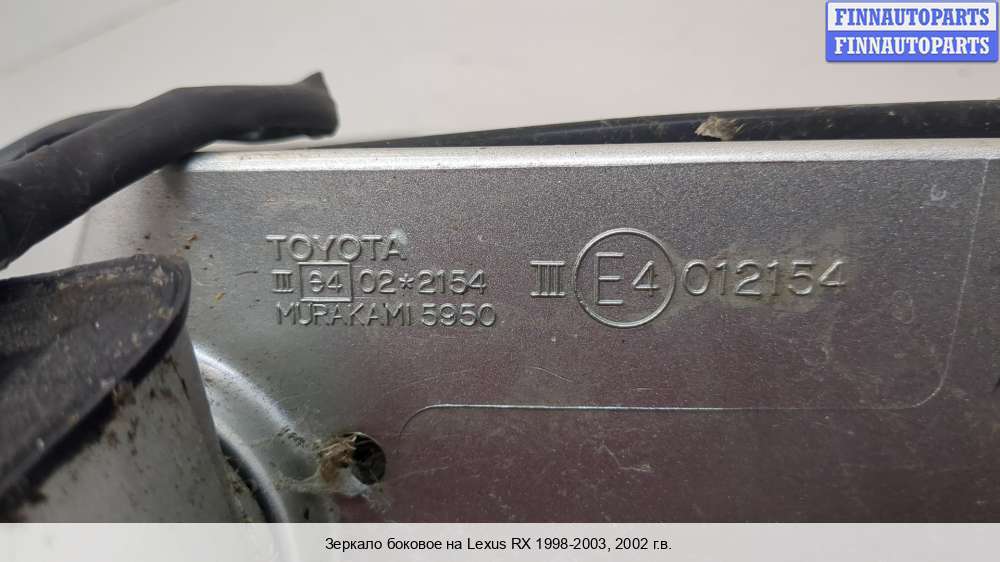 FINNAUTOPARTS
FINNAUTOPARTS
TOYOTA
III e4 02*2154
MURAKAMI 5950
III E4 012154
Зеркало боковое на Lexus RX 1998-2003, 2002 г.в.